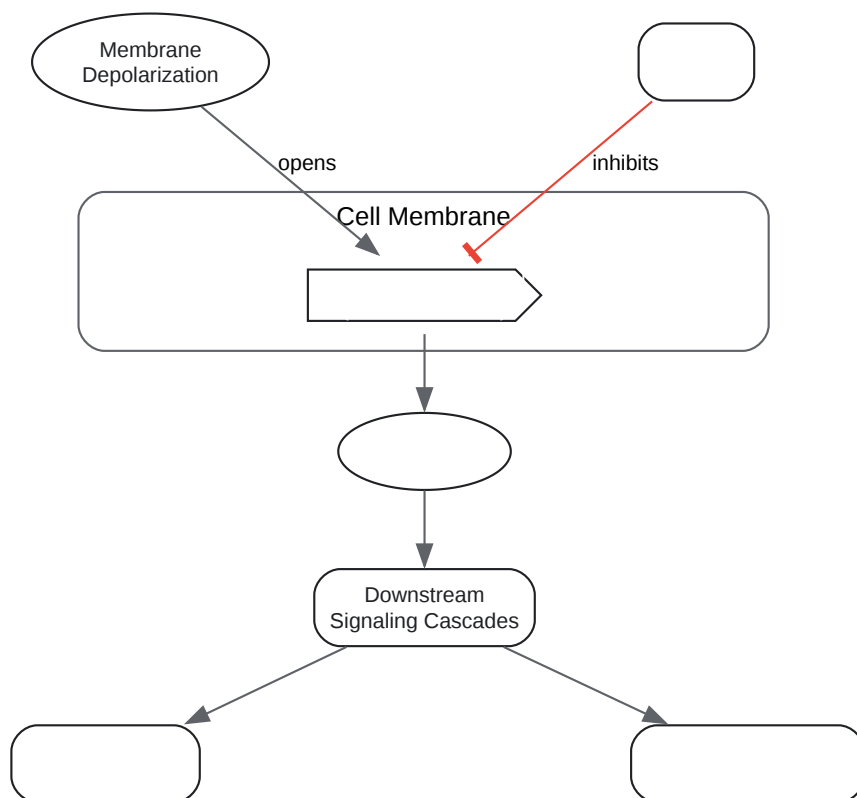 Membrane
Depolarization
opens
inhibits
Cell Membrane
Downstream
Signaling Cascades